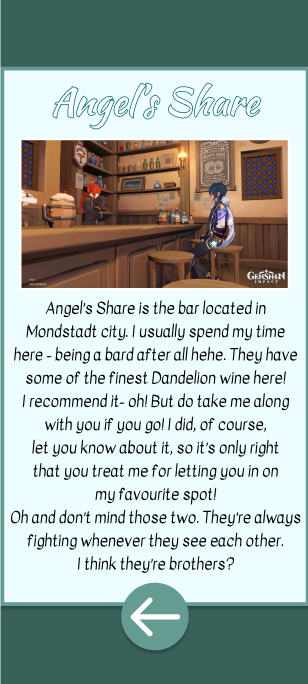 Angel's Share
GENSHIN
IMPACT
Angel's Share is the bar located in
Mondstadt city. I usually spend my time
here - being a bard after all hehe. They have
some of the finest Dandelion wine here!
I recommend it- oh! But do take me along
with you if you go! I did, of course,
let you know about it, so it's only right
that you treat me for letting you in on
my favourite spot!
Oh and don't mind those two. They're always
fighting whenever they see each other.
I think they're brothers?